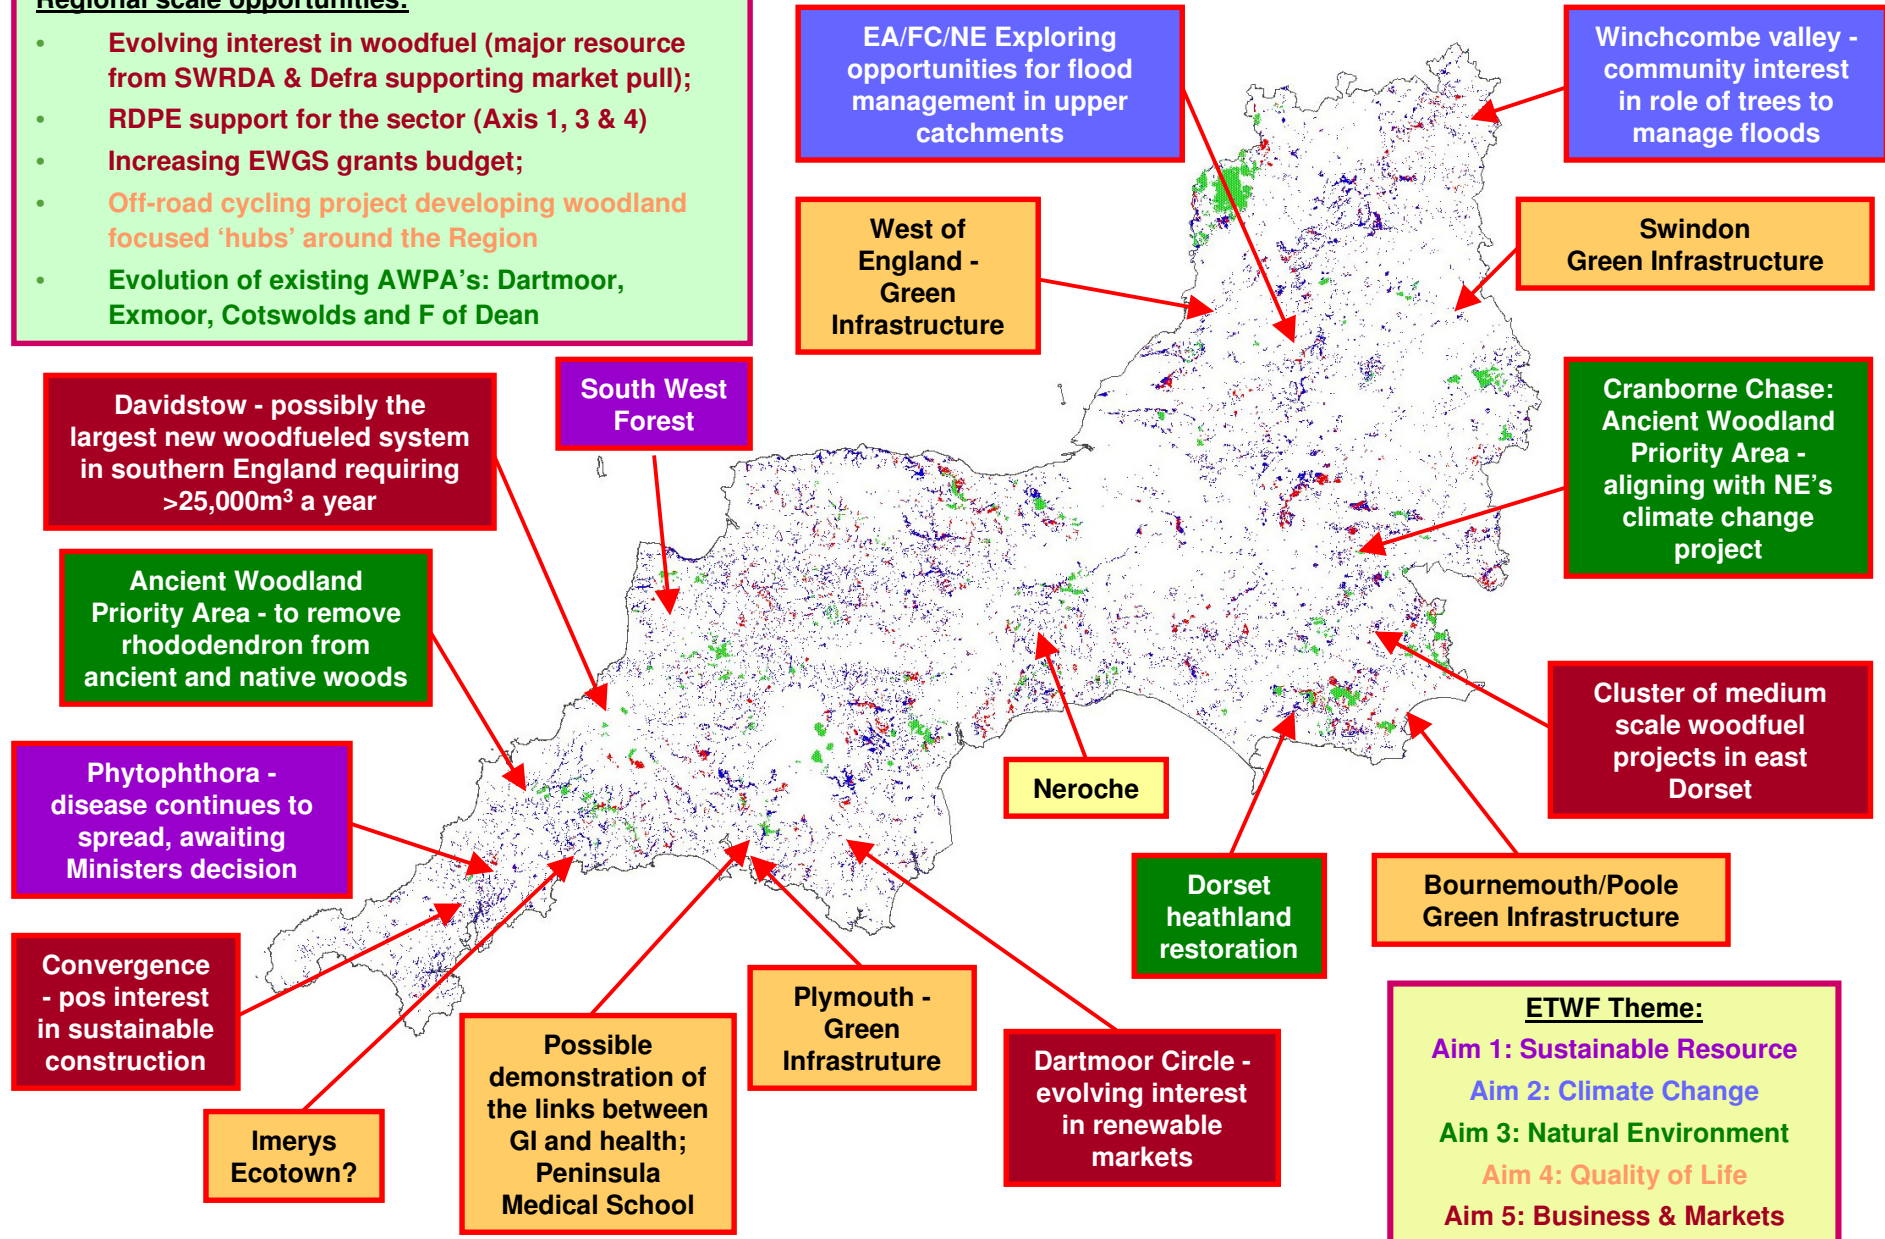 Regional scale opportunities:
• Evolving interest in woodfuel (major resource
from SWRDA & Defra supporting market pull);
• RDPE support for the sector (Axis 1, 3 & 4)
• Increasing EWGS grants budget;
• Off-road cycling project developing woodland
focused ‘hubs’ around the Region
• Evolution of existing AWPA's: Dartmoor,
Exmoor, Cotswolds and F of Dean
EA/FC/NE Exploring
opportunities for flood
management in upper
catchments
Winchcombe valley -
community interest
in role of trees to
manage floods
West of
England -
Green
Infrastructure
Swindon
Green Infrastructure
South West
Forest
Davidstow - possibly the
largest new woodfueled system
in southern England requiring
>25,000m³ a year
Cranborne Chase:
Ancient Woodland
Priority Area -
aligning with NE's
climate change
project
Ancient Woodland
Priority Area - to remove
rhododendron from
ancient and native woods
Cluster of medium
scale woodfuel
projects in east
Dorset
Phytophthora -
disease continues to
spread, awaiting
Ministers decision
Neroche
Dorset
heathland
restoration
Bournemouth/Poole
Green Infrastructure
Convergence
- pos interest
in sustainable
construction
Plymouth -
Green
Infrastruture
Possible
demonstration of
the links between
GI and health;
Peninsula
Medical School
Dartmoor Circle -
evolving interest
in renewable
markets
Imerys
Ecotown?
ETWF Theme:
Aim 1: Sustainable Resource
Aim 2: Climate Change
Aim 3: Natural Environment
Aim 4: Quality of Life
Aim 5: Business & Markets